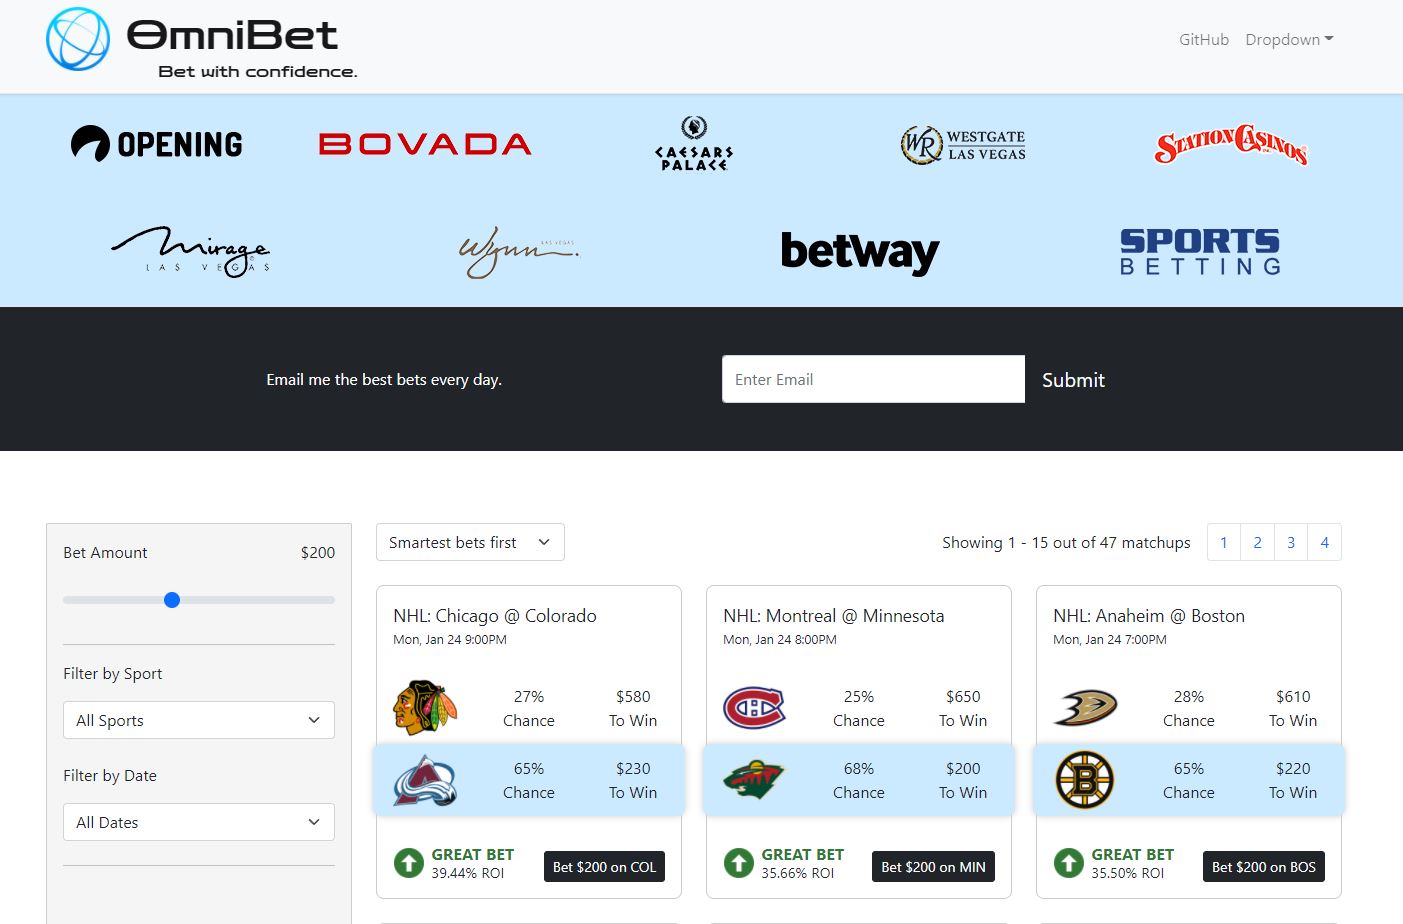 OmniBet
Bet with confidence.
GitHub
Dropdown
OPENING
BOVADA
CAESARS
PALACE
WR
WESTGATE
LAS VEGAS
STATION CASINOS
Mirage
LAS VEGAS
Wynn
LAS VEGAS
betway
SPORTS
BETTING
Email me the best bets every day.
Enter Email
Submit
Bet Amount
$200
Filter by Sport
All Sports
Filter by Date
All Dates
Smartest bets first
Showing 1 - 15 out of 47 matchups
1 2 3 4
NHL: Chicago @ Colorado
Mon, Jan 24 9:00PM
27% $580
Chance To Win
65% $230
Chance To Win
GREAT BET
39.44% ROI
Bet $200 on COL
NHL: Montreal @ Minnesota
Mon, Jan 24 8:00PM
25% $650
Chance To Win
68% $200
Chance To Win
GREAT BET
35.66% ROI
Bet $200 on MIN
NHL: Anaheim @ Boston
Mon, Jan 24 7:00PM
28% $610
Chance To Win
B
65% $220
Chance To Win
GREAT BET
35.50% ROI
Bet $200 on BOS